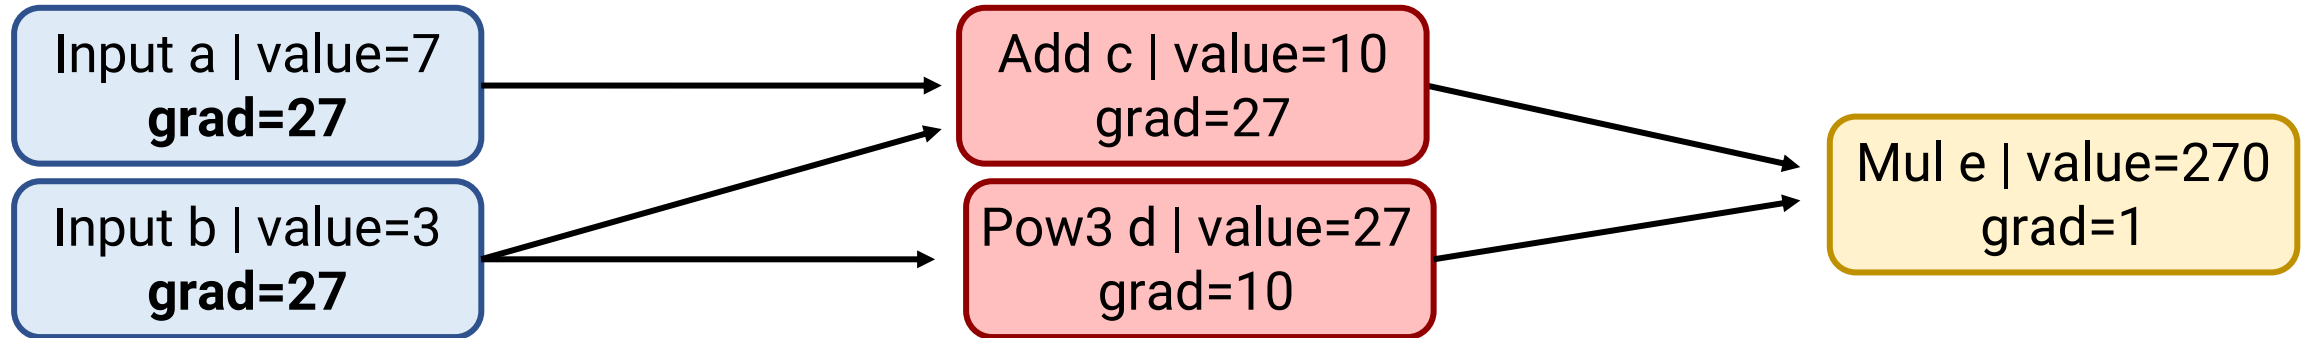 Input a | value=7
grad=27
Input b | value=3
grad=27
Add c | value=10
grad=27
Pow3 d | value=27
grad=10
Mul e | value=270
grad=1